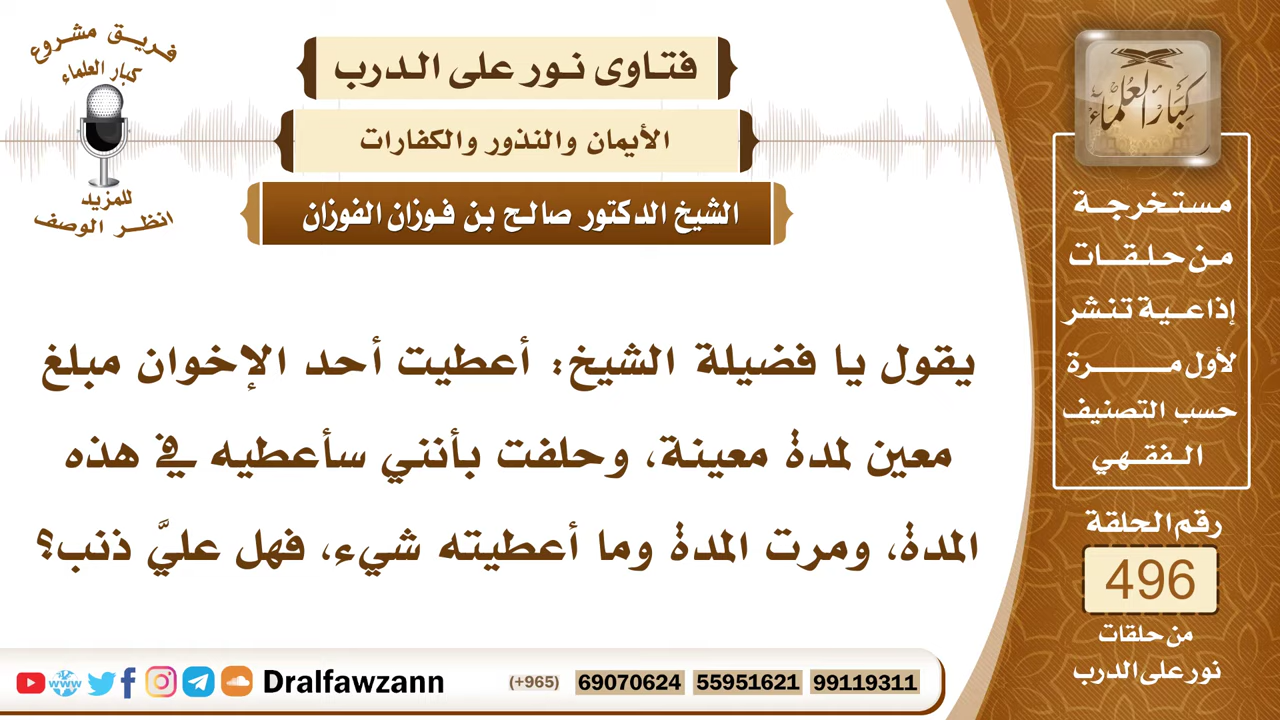 فريق مشروع
كبار العلماء
للمزيد
انظر الوصف
فتاوى نور على الدرب
الأيمان والنذور والكفارات
الشيخ الدكتور صالح بن فوزان الفوزان
يقول يا فضيلة الشيخ: أعطيت أحد الإخوان مبلغ
معين لمدة معينة، وحلفت بأنني سأعطيه في هذه
المدة، ومرت المدة وما أعطيته شيء، فهل عليَّ ذنب؟
كبار العلماء
مستخرجة
من حلقات
إذاعية تنشر
لأول مرة
حسب التصنيف
الفقهي
رقم الحلقة
496
من حلقات
نور على الدرب
www
Dralfawzann
(+965) 69070624 55951621 99119311